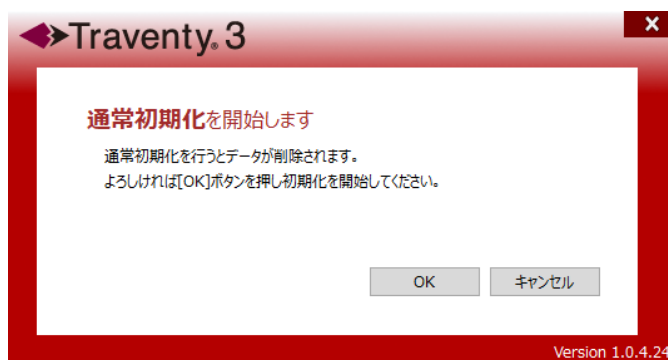 Traventy® 3
X
通常初期化を開始します
通常初期化を行うとデータが削除されます。
よろしければ[OK]ボタンを押し初期化を開始してください。
OK
キャンセル
Version 1.0.4.24